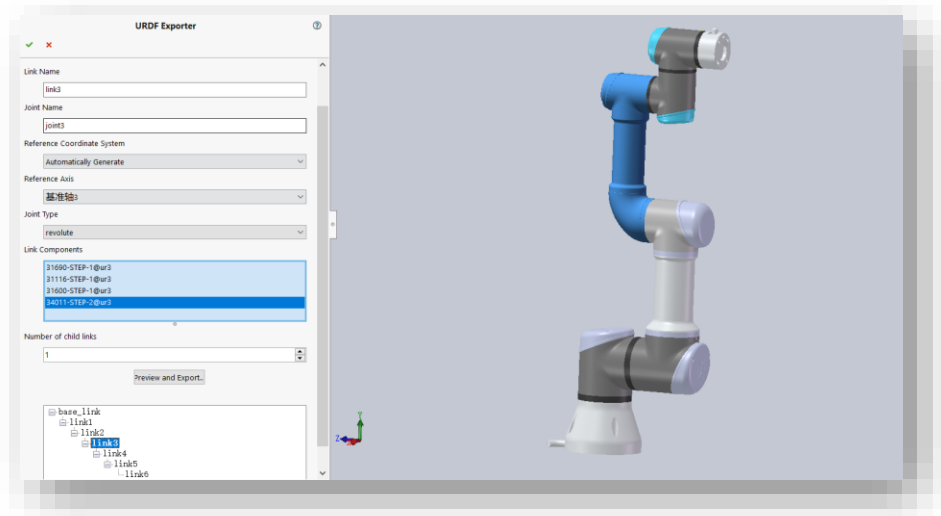 URDF Exporter
Link Name
link3
Joint Name
joint3
Reference Coordinate System
Automatically Generate
Reference Axis
基准轴3
Joint Type
revolute
Link Components
31690-STEP-1@ur3
31116-STEP-1@ur3
31600-STEP-1@ur3
34011-STEP-2@ur3
Number of child links
1
Preview and Export..
base_link
link1
link2
link3
link4
link5
link6
Y
Z